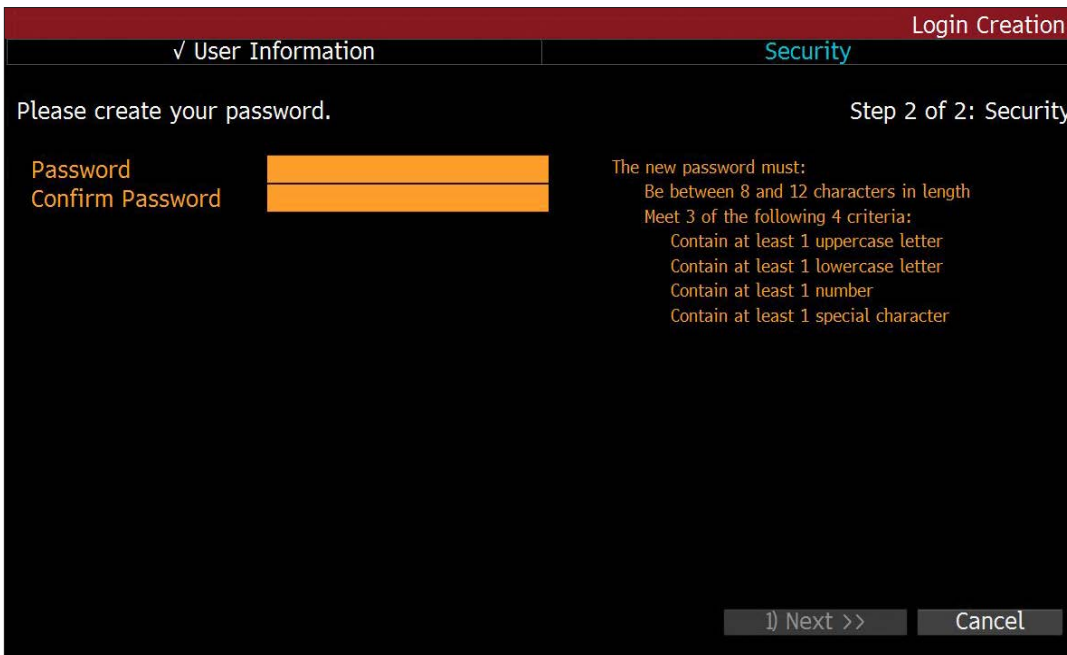 Login Creation
√ User Information Security
Please create your password. Step 2 of 2: Security
Password
Confirm Password
The new password must:
Be between 8 and 12 characters in length
Meet 3 of the following 4 criteria:
Contain at least 1 uppercase letter
Contain at least 1 lowercase letter
Contain at least 1 number
Contain at least 1 special character
1) Next >> Cancel